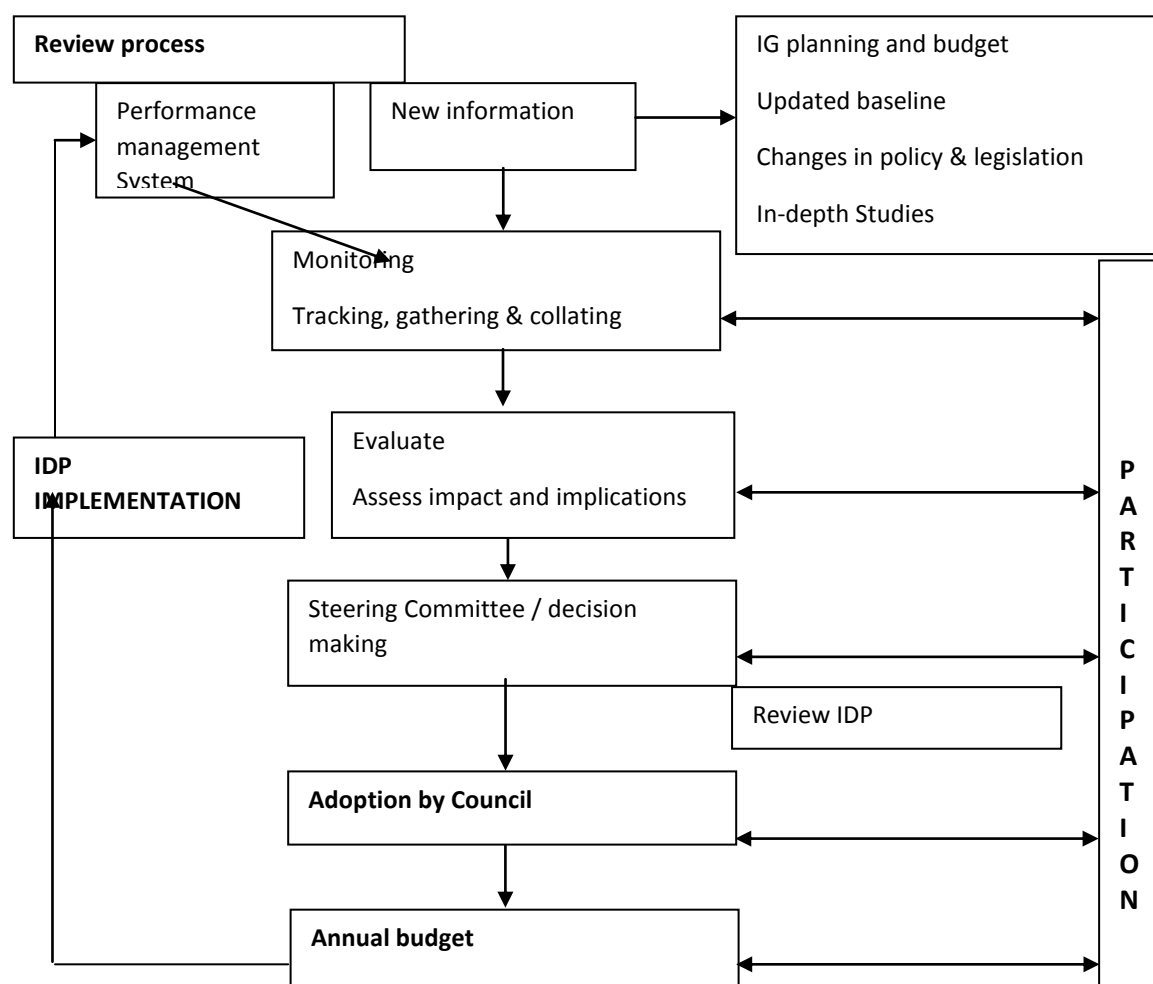 Review process
IG planning and budget
Updated baseline
Changes in policy & legislation
In-depth Studies
Performance
management
System
New information
Monitoring
Tracking, gathering & collating
Evaluate
Assess impact and implications
IDP
IMPLEMENTATION
Steering Committee / decision
making
Review IDP
Adoption by Council
Annual budget
P
A
R
T
I
C
I
P
A
T
I
O
N